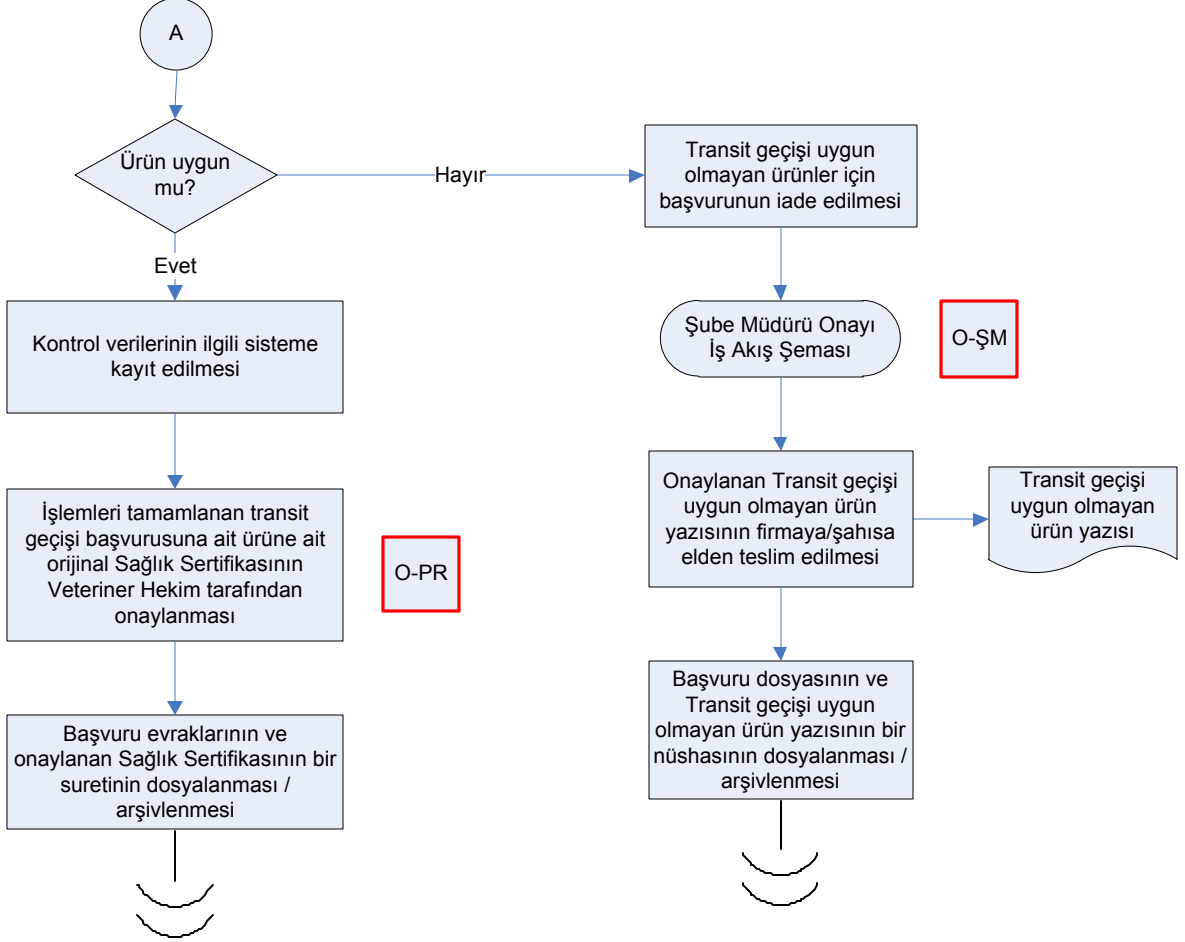 A
Ürün uygun
mu?
Hayır
Transit geçişi uygun
olmayan ürünler için
başvurunun iade edilmesi
Evet
Kontrol verilerinin ilgili sisteme
kayıt edilmesi
Şube Müdürü Onayı
İş Akış Şeması
O-ŞM
İşlemleri tamamlanan transit
geçişi başvurusuna ait ürüne ait
orijinal Sağlık Sertifikasının
Veteriner Hekim tarafından
onaylanması
O-PR
Onaylanan Transit geçişi
uygun olmayan ürün
yazısının firmaya/şahısa
elden teslim edilmesi
Transit geçişi
uygun olmayan
ürün yazısı
Başvuru evraklarının ve
onaylanan Sağlık Sertifikasının bir
suretinin dosyalanması /
arşivlenmesi
Başvuru dosyasının ve
Transit geçişi uygun
olmayan ürün yazısının bir
nüshasının dosyalanması /
arşivlenmesi